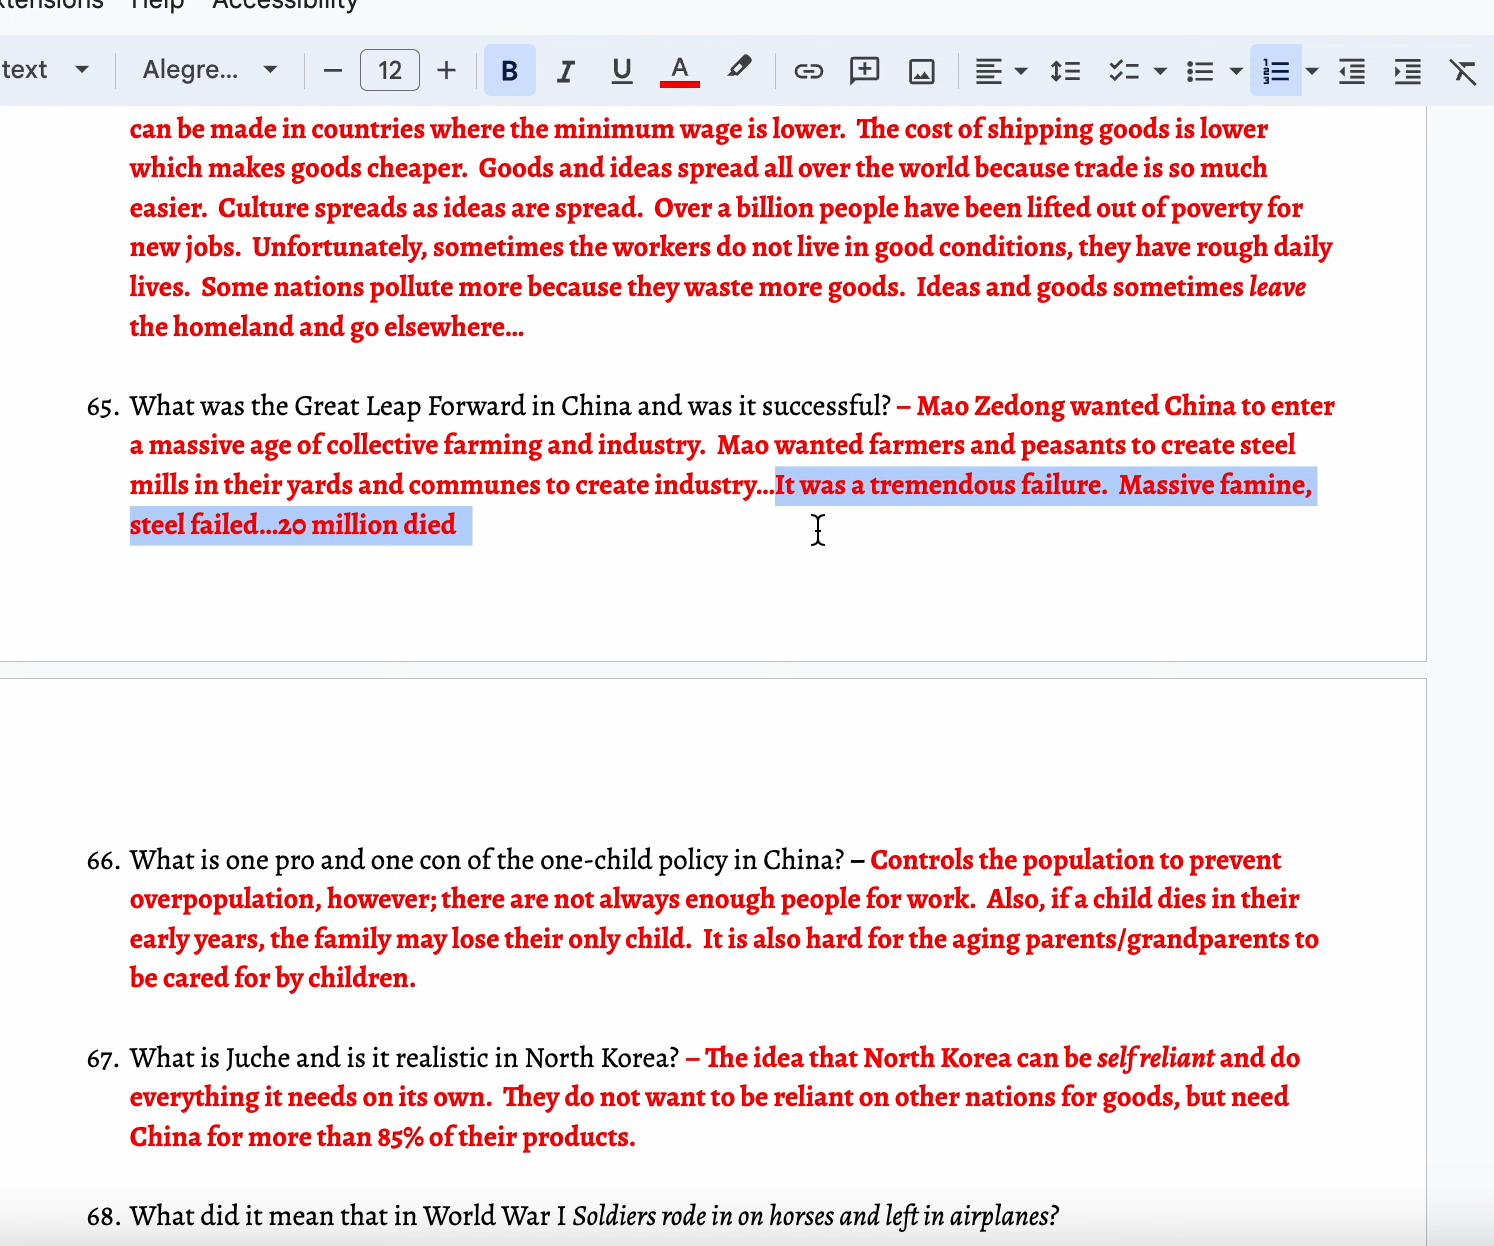 Extensions Help Accessibility
text Alegre... − 12 + B I U A
can be made in countries where the minimum wage is lower.  The cost of shipping goods is lower
which makes goods cheaper.  Goods and ideas spread all over the world because trade is so much
easier.  Culture spreads as ideas are spread.  Over a billion people have been lifted out of poverty for
new jobs.  Unfortunately, sometimes the workers do not live in good conditions, they have rough daily
lives.  Some nations pollute more because they waste more goods.  Ideas and goods sometimes leave
the homeland and go elsewhere...
65. What was the Great Leap Forward in China and was it successful? – Mao Zedong wanted China to enter
a massive age of collective farming and industry.  Mao wanted farmers and peasants to create steel
mills in their yards and communes to create industry...It was a tremendous failure.  Massive famine,
steel failed...20 million died
66. What is one pro and one con of the one-child policy in China? – Controls the population to prevent
overpopulation, however; there are not always enough people for work.  Also, if a child dies in their
early years, the family may lose their only child.  It is also hard for the aging parents/grandparents to
be cared for by children.
67. What is Juche and is it realistic in North Korea? – The idea that North Korea can be self reliant and do
everything it needs on its own.  They do not want to be reliant on other nations for goods, but need
China for more than 85% of their products.
68. What did it mean that in World War I Soldiers rode in on horses and left in airplanes?